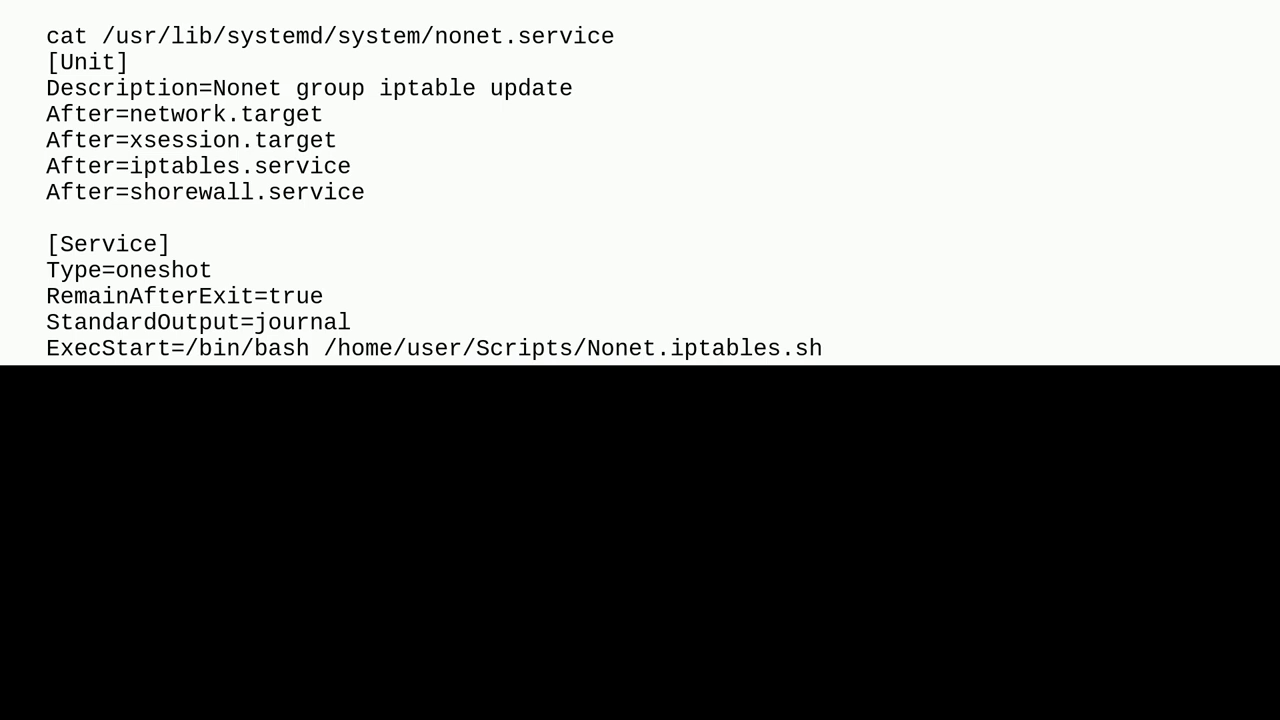 cat /usr/lib/systemd/system/nonet.service
[Unit]
Description=Nonet group iptable update
After=network.target
After=xsession.target
After=iptables.service
After=shorewall.service

[Service]
Type=oneshot
RemainAfterExit=true
StandardOutput=journal
ExecStart=/bin/bash /home/user/Scripts/Nonet.iptables.sh